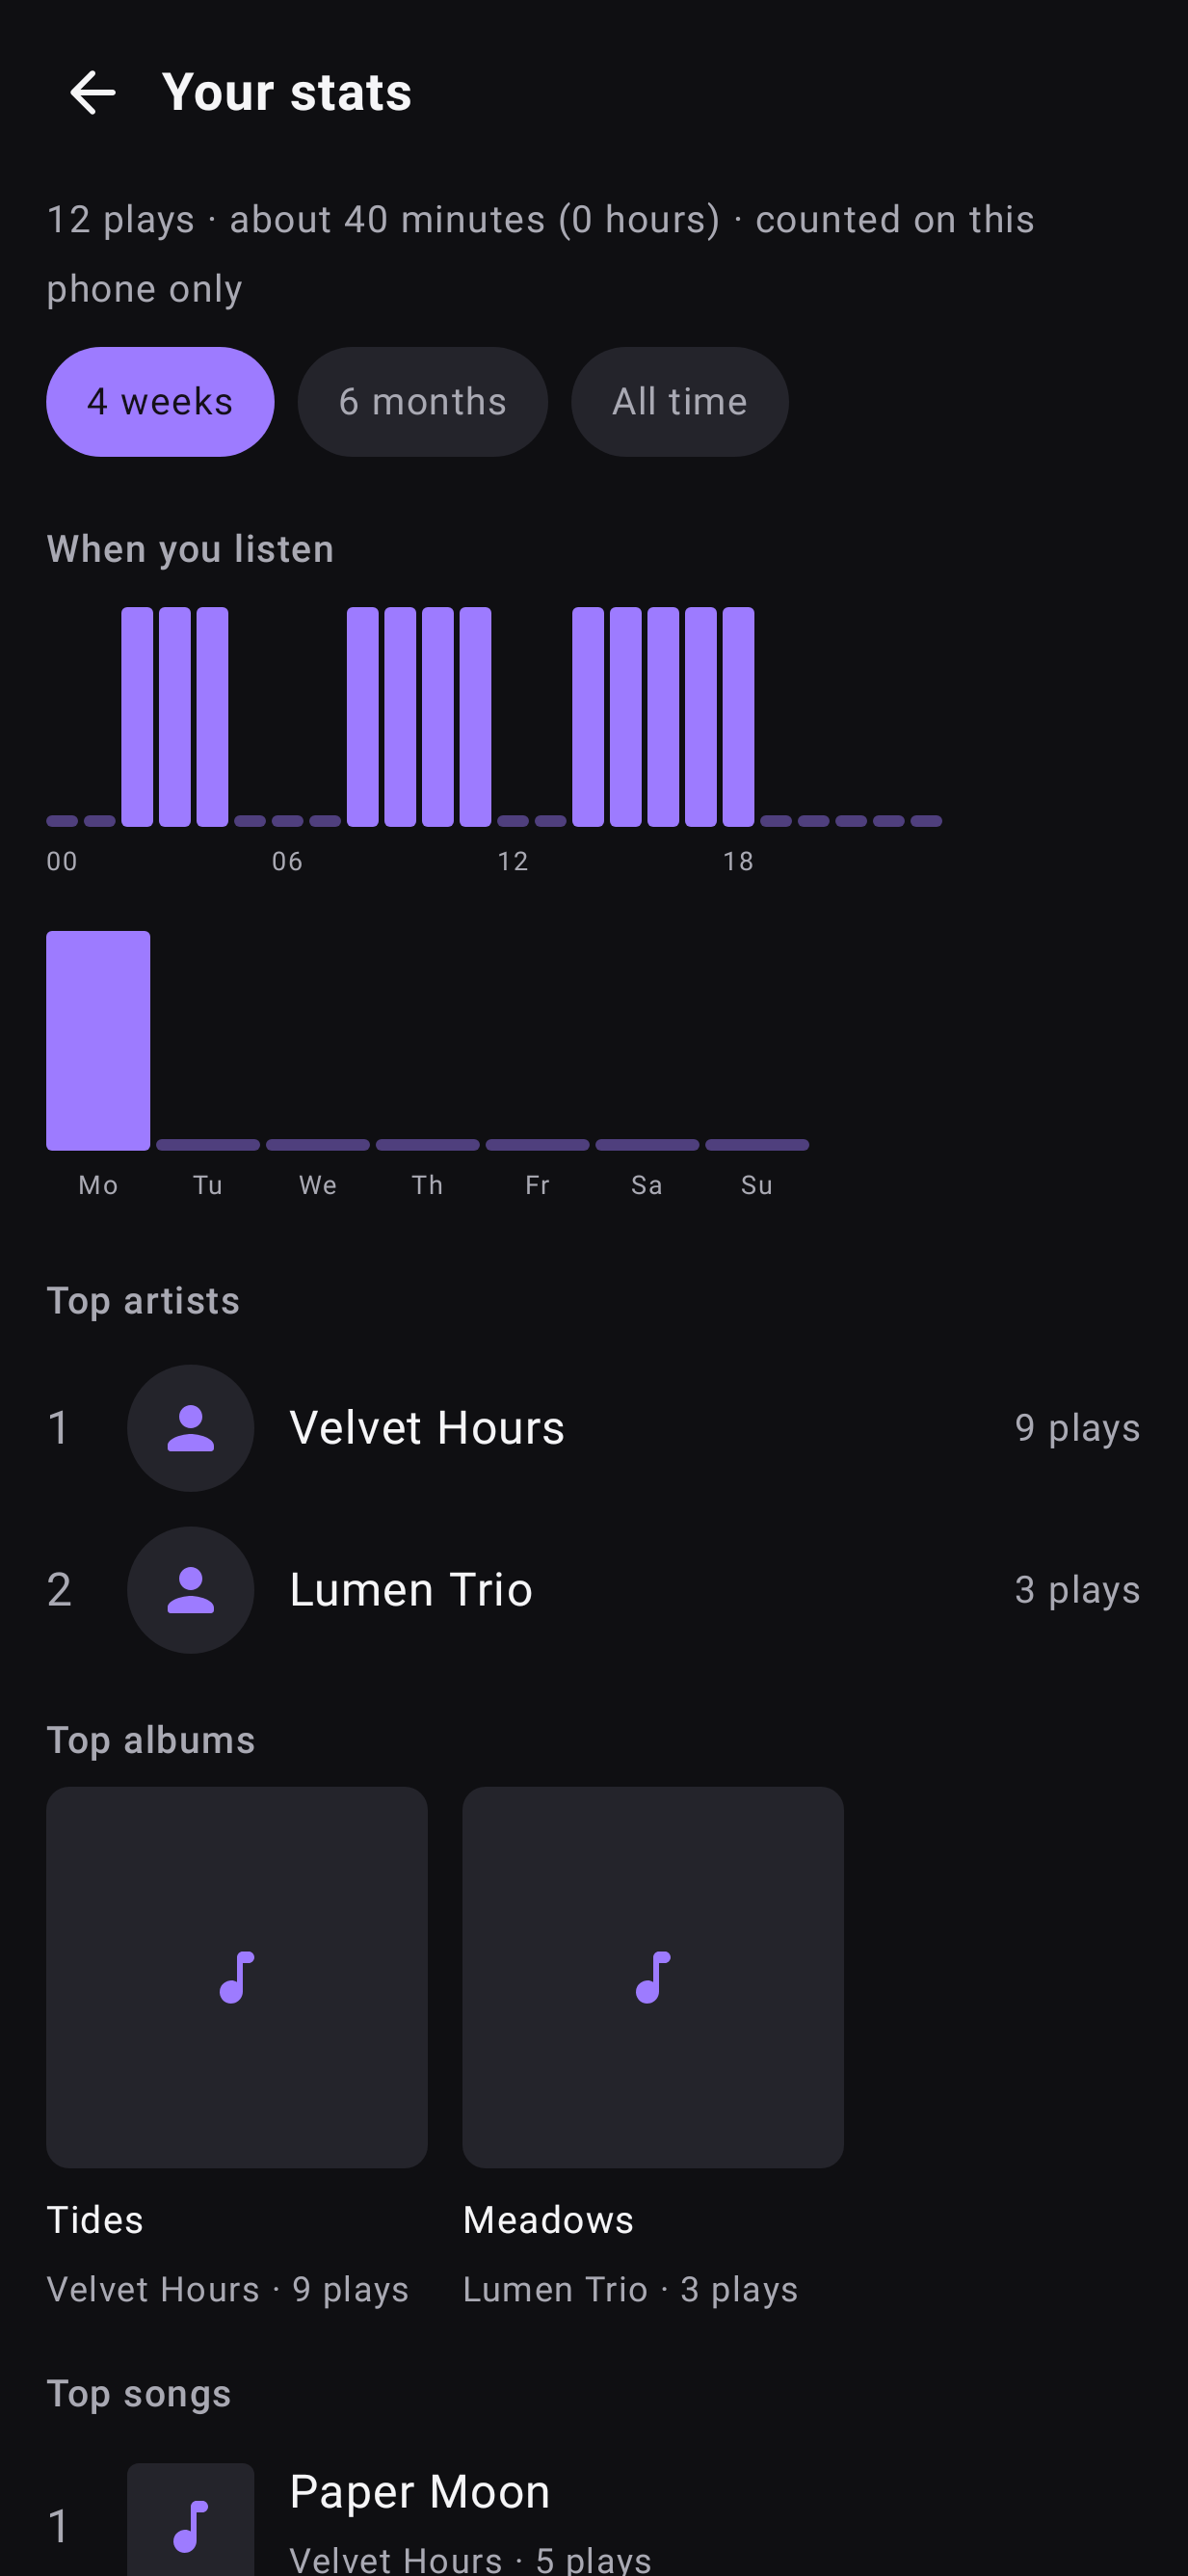 Your stats
12 plays · about 40 minutes (0 hours) · counted on this
phone only
4 weeks 6 months All time
When you listen
00 06 12 18
Mo Tu We Th Fr Sa Su
Top artists
1 Velvet Hours 9 plays
2 Lumen Trio 3 plays
Top albums
Tides Meadows
Velvet Hours · 9 plays Lumen Trio · 3 plays
Top songs
1 Paper Moon
Velvet Hours · 5 plays